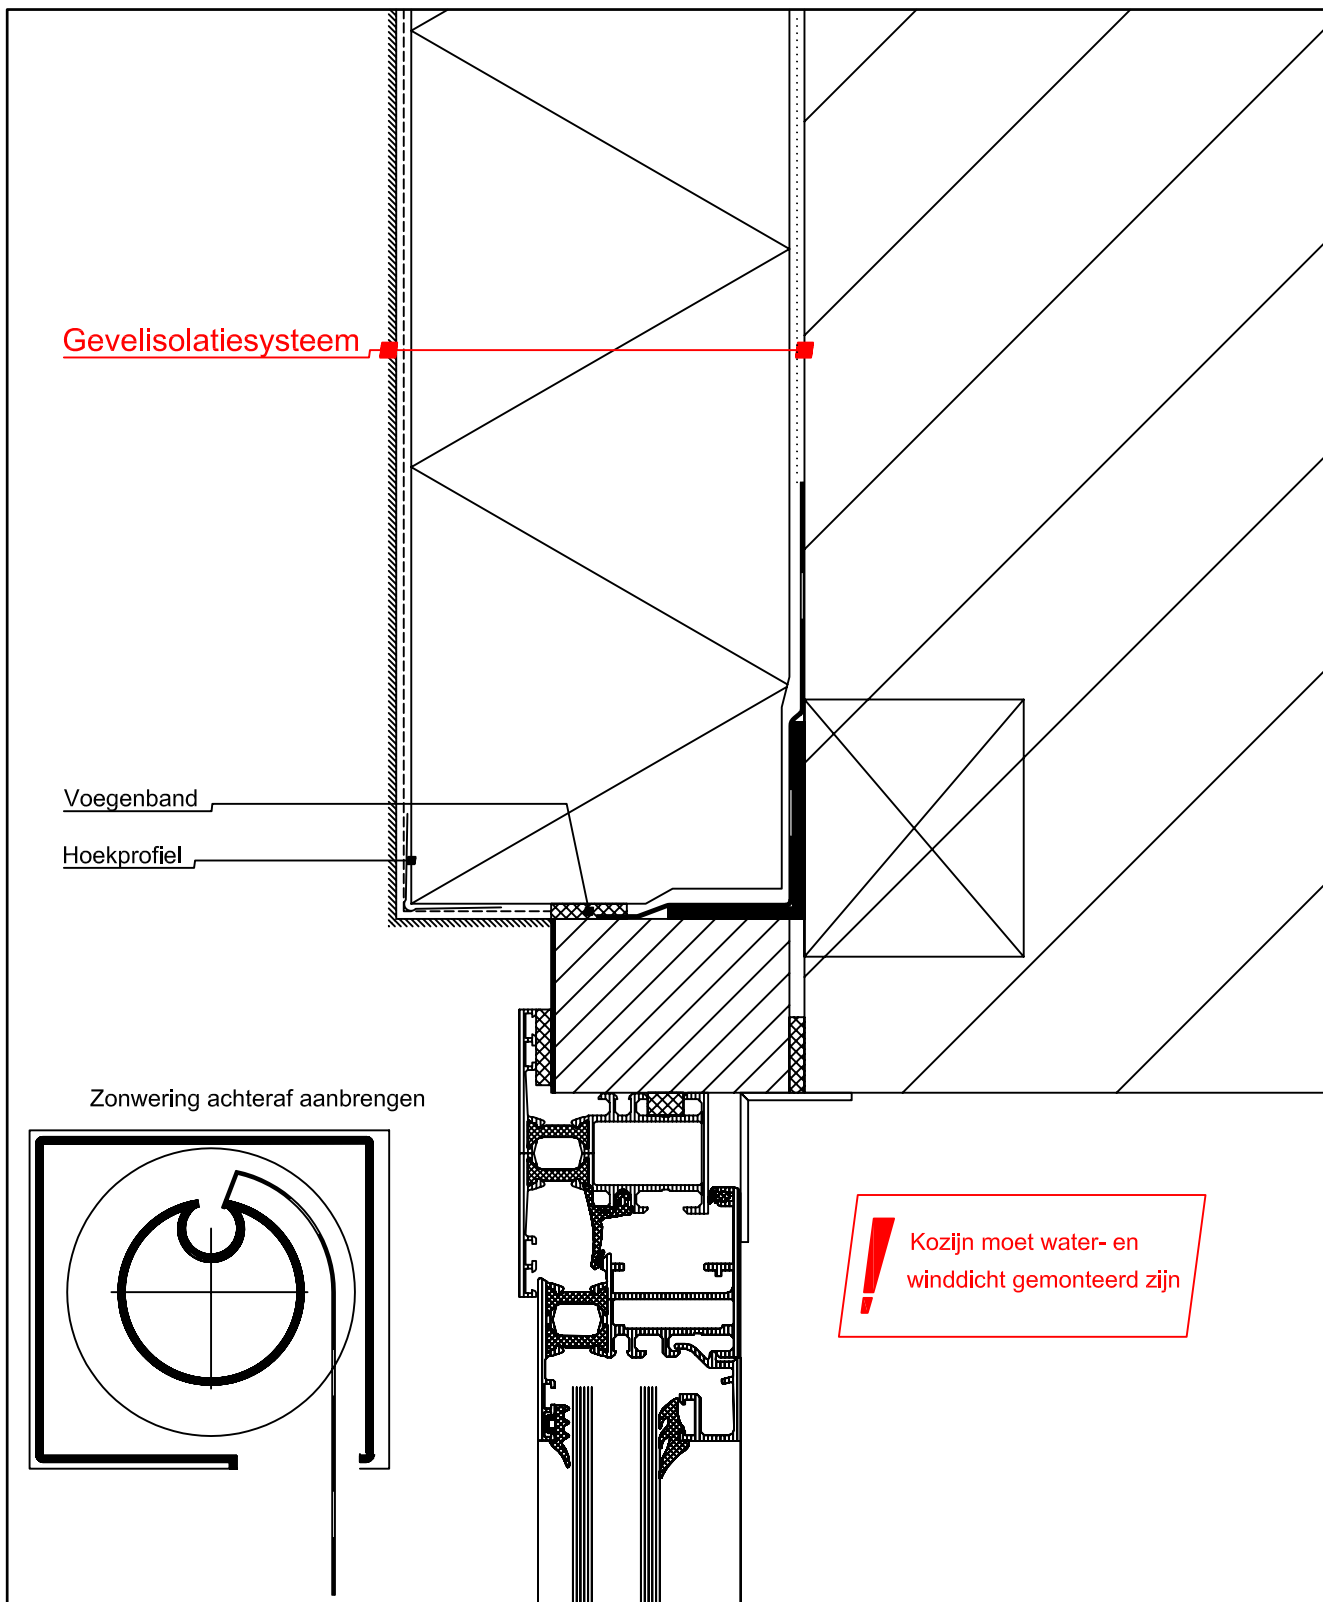 Gevelisolatiesysteem
Voegenband
Hoekprofiel
Zonwering achteraf aanbrengen
Kozijn moet water- en
winddicht gemonteerd zijn